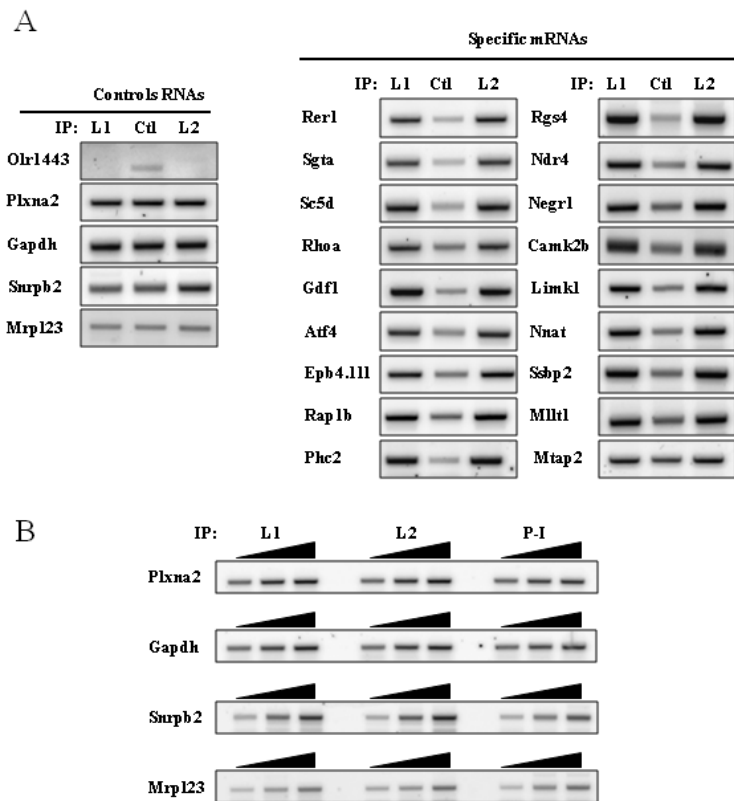 A
Controls RNAs
IP: L1 Ctl L2
Olr1443
Plxna2
Gapdh
Snrpb2
Mrpl23
Specific mRNAs
IP: L1 Ctl L2
Rer1
Sgta
Sc5d
Rhoa
Gdf1
Atf4
Epb4.1l1
Rap1b
Phc2
IP: L1 Ctl L2
Rgs4
Ndr4
Negr1
Camk2b
Limk1
Nnat
Ssbp2
Mllt1
Mtap2
B
IP: L1 L2 P-I
Plxna2
Gapdh
Snrpb2
Mrpl23